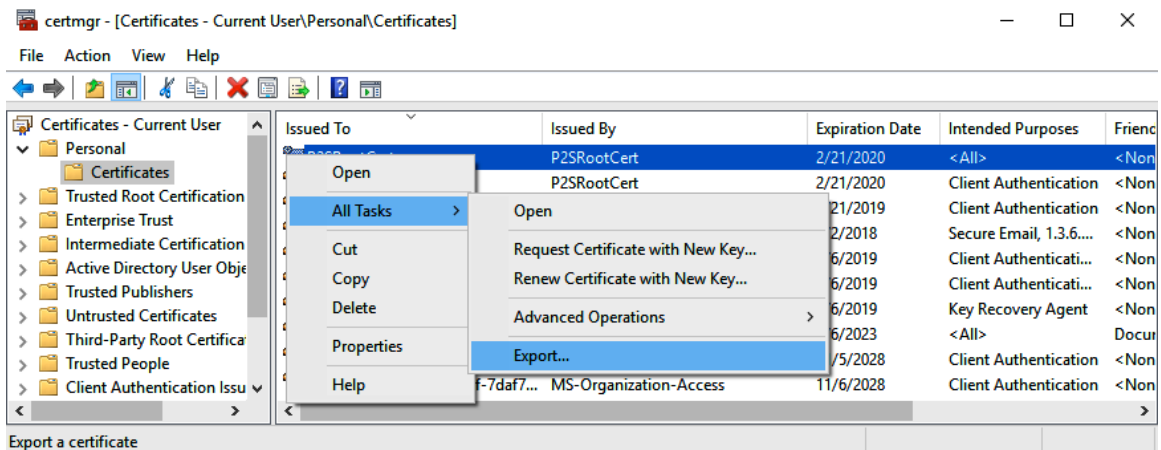 certmgr - [Certificates - Current User\Personal\Certificates]
File Action View Help
Certificates - Current User
Personal
Certificates
Trusted Root Certification
Enterprise Trust
Intermediate Certification
Active Directory User Obje
Trusted Publishers
Untrusted Certificates
Third-Party Root Certificat
Trusted People
Client Authentication Issu
Issued To Issued By Expiration Date Intended Purposes Friend
P2SRootCert P2SRootCert 2/21/2020 <All> <Non
P2SRootCert 2/21/2020 Client Authentication <Non
21/2019 Client Authentication <Non
2/2018 Secure Email, 1.3.6.... <Non
6/2019 Client Authenticati... <Non
6/2019 Client Authenticati... <Non
6/2019 Key Recovery Agent <Non
6/2023 <All> Docur
/5/2028 Client Authentication <Non
f-7daf7... MS-Organization-Access 11/6/2028 Client Authentication <Non
Open
All Tasks
Cut
Copy
Delete
Properties
Help
Open
Request Certificate with New Key...
Renew Certificate with New Key...
Advanced Operations
Export...
Export a certificate